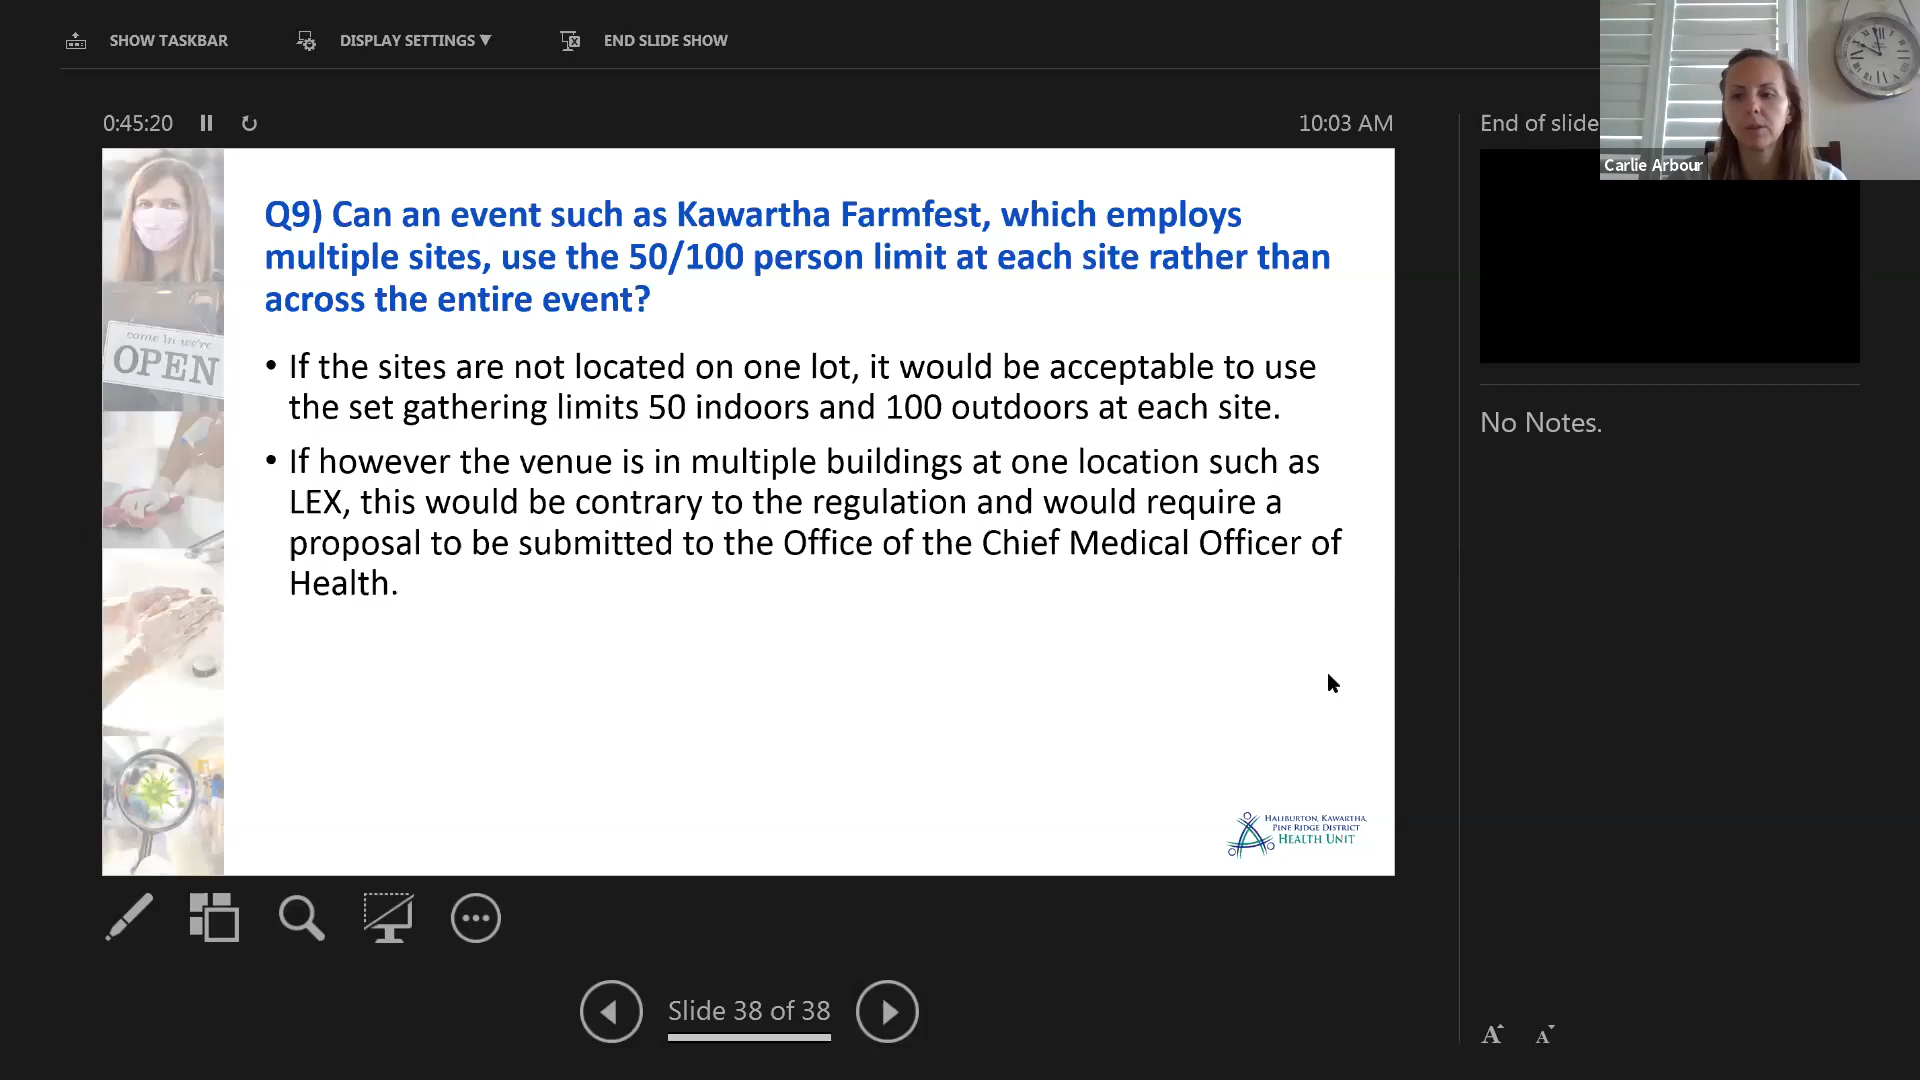 SHOW TASKBAR
DISPLAY SETTINGS ▼
END SLIDE SHOW
0:45:20
10:03 AM
End of slide
Carlie Arbour
Q9) Can an event such as Kawartha Farmfest, which employs
multiple sites, use the 50/100 person limit at each site rather than
across the entire event?
come in we're
OPEN
• If the sites are not located on one lot, it would be acceptable to use
the set gathering limits 50 indoors and 100 outdoors at each site.
• If however the venue is in multiple buildings at one location such as
LEX, this would be contrary to the regulation and would require a
proposal to be submitted to the Office of the Chief Medical Officer of
Health.
HALIBURTON, KAWARTHA,
PINE RIDGE DISTRICT
HEALTH UNIT
No Notes.
Slide 38 of 38
A A